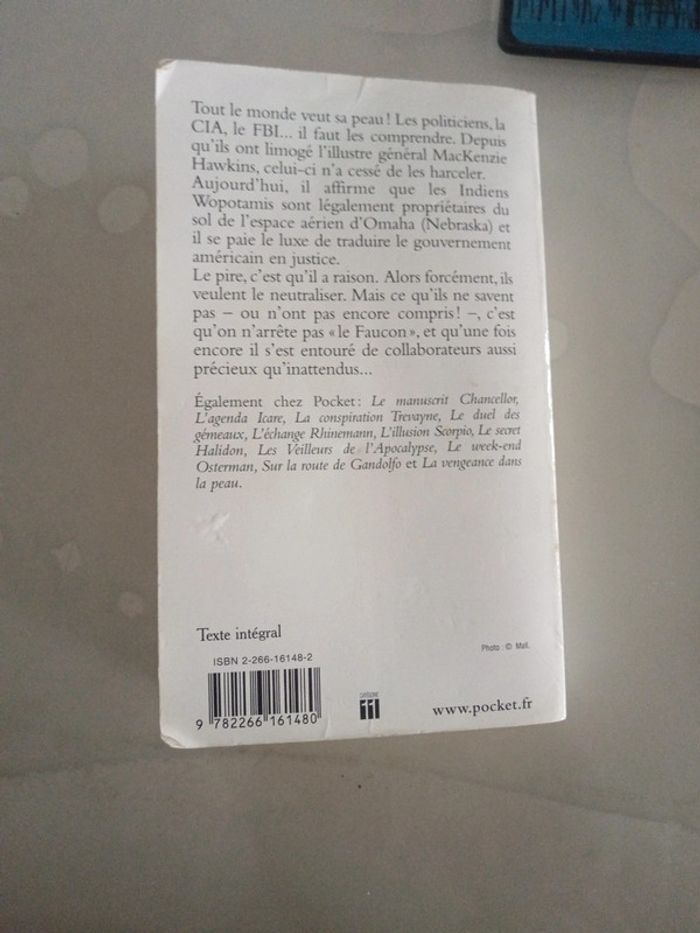 Tout le monde veut sa peau ! Les politiciens, la
CIA, le FBI... il faut les comprendre. Depuis
qu'ils ont limogé l'illustre général MacKenzie
Hawkins, celui-ci n'a cessé de les harceler.
Aujourd'hui, il affirme que les Indiens
Wopotamis sont légalement propriétaires du
sol de l'espace aérien d'Omaha (Nebraska) et
il se paie le luxe de traduire le gouvernement
américain en justice.
Le pire, c'est qu'il a raison. Alors forcément, ils
veulent le neutraliser. Mais ce qu'ils ne savent
pas – ou n'ont pas encore compris ! –, c'est
qu'on n'arrête pas « le Faucon », et qu'une fois
encore il s'est entouré de collaborateurs aussi
précieux qu'inattendus...
Également chez Pocket : Le manuscrit Chancellor,
L'agenda Icare, La conspiration Trevayne, Le duel des
gémeaux, L'échange Rhinemann, L'illusion Scorpio, Le secret
Halidon, Les Veilleurs de l'Apocalypse, Le week-end
Osterman, Sur la route de Gandolfo et La vengeance dans
la peau.
Texte intégral
Photo : © Mall.
ISBN 2-266-16148-2
9 782266 161480
CATÉGORIE
11
www.pocket.fr